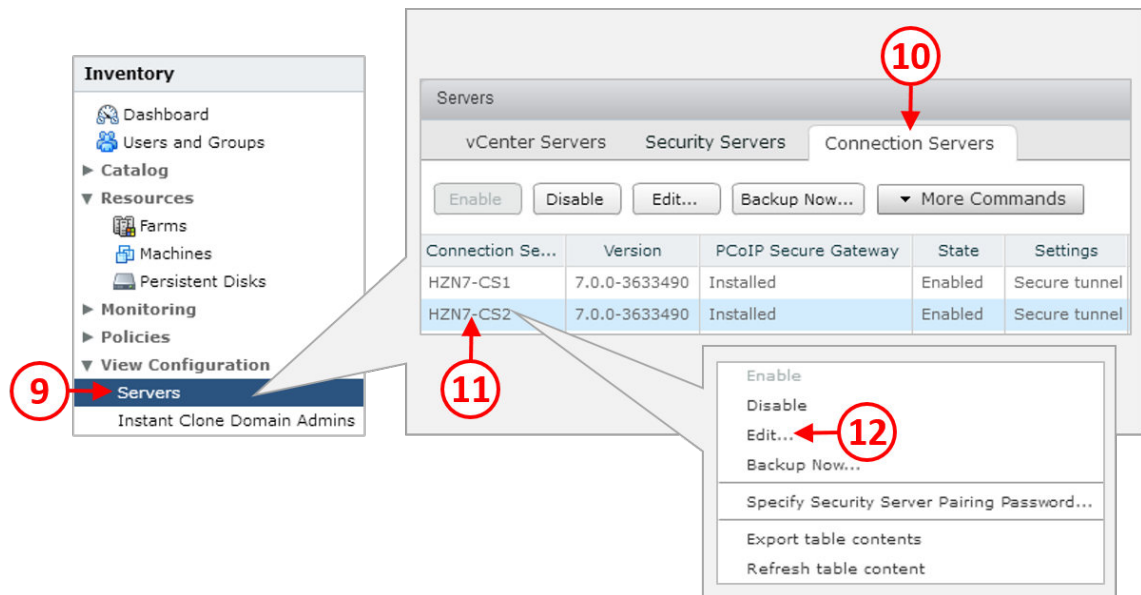 Inventory
Dashboard
Users and Groups
Catalog
Resources
Farms
Machines
Persistent Disks
Monitoring
Policies
View Configuration
9
Servers
Instant Clone Domain Admins
10
Servers
vCenter Servers Security Servers Connection Servers
Enable Disable Edit... Backup Now... More Commands
Connection Se... Version PCoIP Secure Gateway State Settings
HZN7-CS1 7.0.0-3633490 Installed Enabled Secure tunnel
HZN7-CS2 7.0.0-3633490 Installed Enabled Secure tunnel
11
Enable
Disable
Edit... 12
Backup Now...
Specify Security Server Pairing Password...
Export table contents
Refresh table content